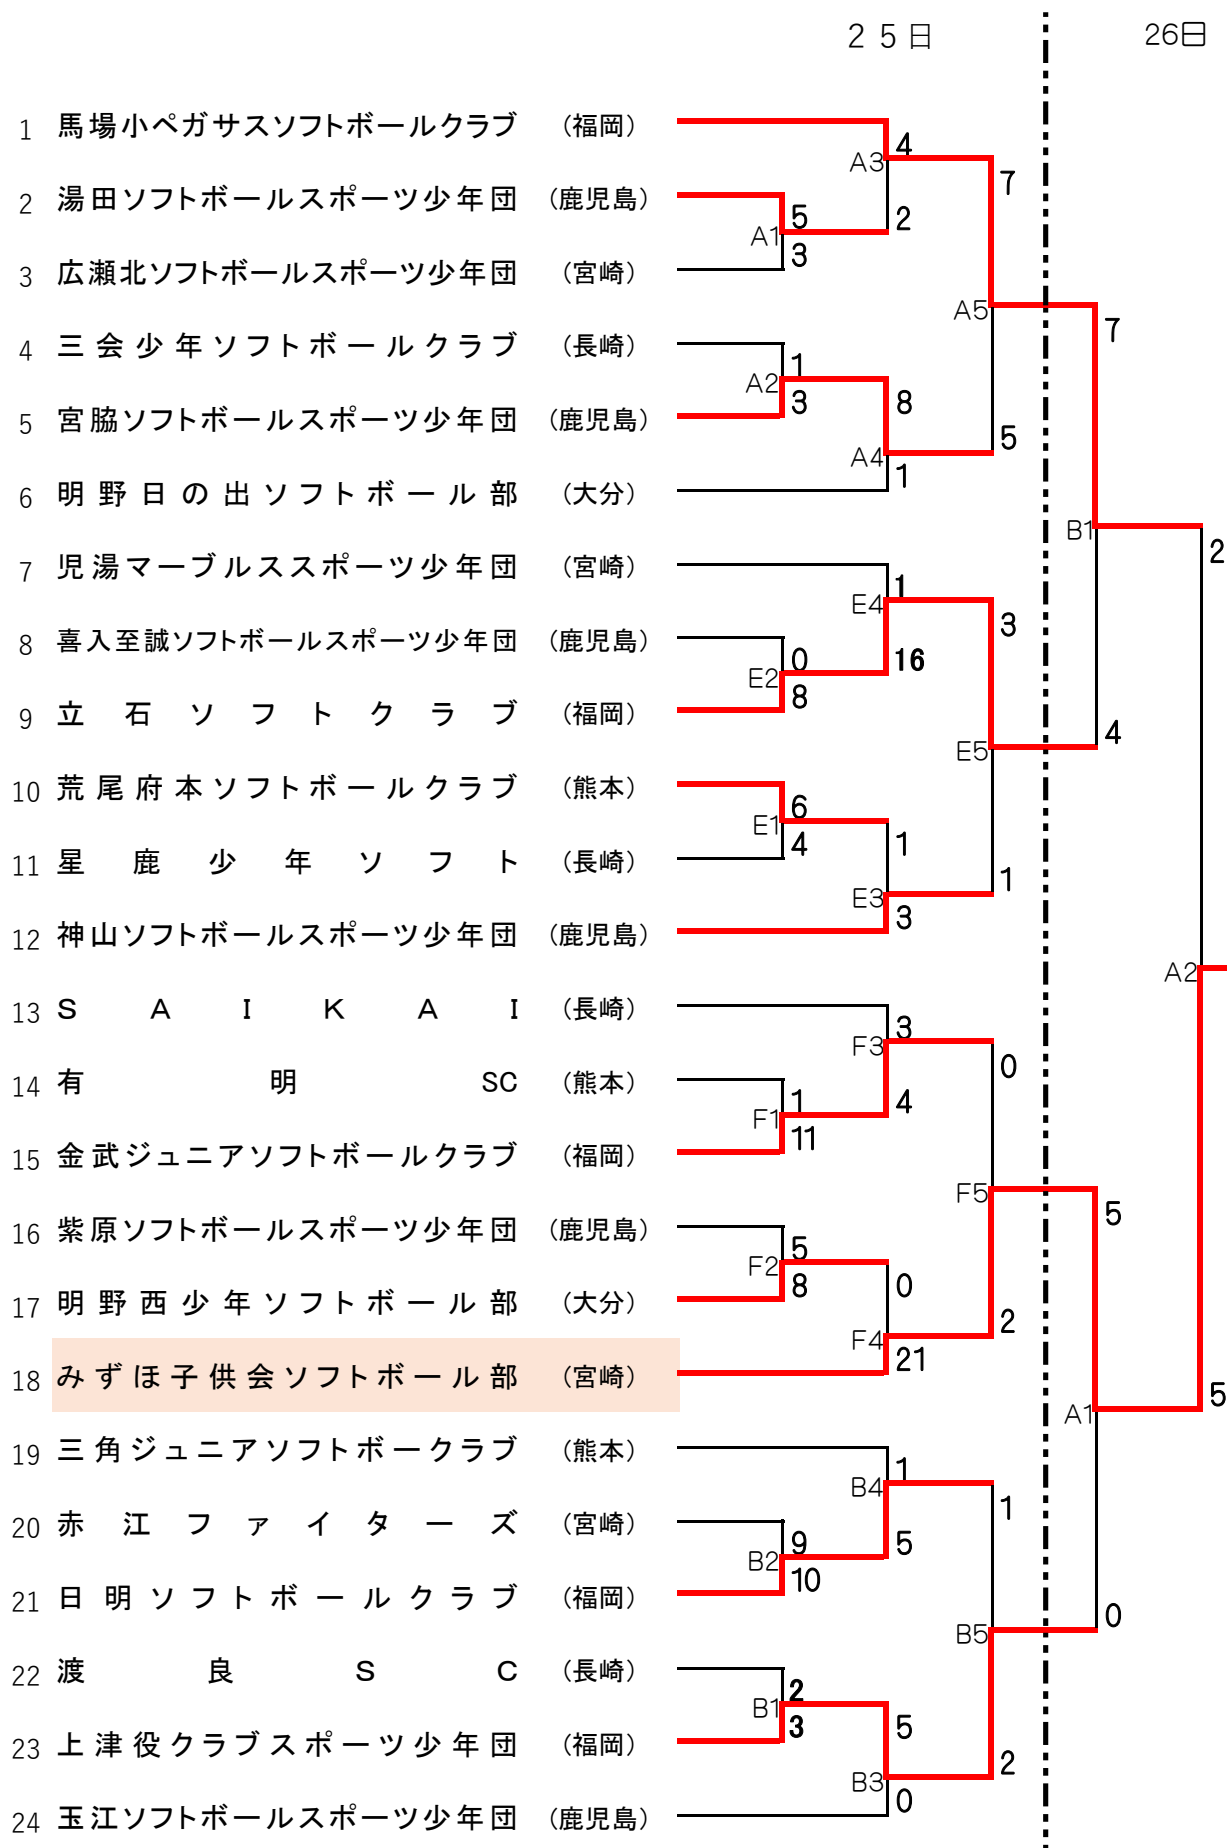 ２５日 26日
1 馬場小ペガサスソフトボールクラブ （福岡）
4
A3
7
2 湯田ソフトボールスポーツ少年団 （鹿児島）
5
2
A1
3
3 広瀬北ソフトボールスポーツ少年団 （宮崎）
A5
7
4 三会少年ソフトボールクラブ （長崎）
1
A2
3
8
5 宮脇ソフトボールスポーツ少年団 （鹿児島）
5
A4
1
6 明野日の出ソフトボール部 （大分）
B1
2
7 児湯マーブルススポーツ少年団 （宮崎）
1
E4
3
8 喜入至誠ソフトボールスポーツ少年団 （鹿児島）
0
16
E2
8
9 立石ソフトクラブ （福岡）
4
E5
10 荒尾府本ソフトボールクラブ （熊本）
6
E1
4
1
11 星鹿少年ソフト （長崎）
1
E3
3
12 神山ソフトボールスポーツ少年団 （鹿児島）
A2
13 ＳＡＩＫＡＩ （長崎）
3
F3
0
14 有明SC （熊本）
1
4
F1
11
15 金武ジュニアソフトボールクラブ （福岡）
F5
5
16 紫原ソフトボールスポーツ少年団 （鹿児島）
5
F2
8
0
17 明野西少年ソフトボール部 （大分）
2
F4
21
18 みずほ子供会ソフトボール部 （宮崎）
5
A1
19 三角ジュニアソフトボークラブ （熊本）
1
B4
1
20 赤江ファイターズ （宮崎）
9
5
B2
10
21 日明ソフトボールクラブ （福岡）
0
B5
22 渡良ＳＣ （長崎）
2
B1
3
5
23 上津役クラブスポーツ少年団 （福岡）
2
B3
0
24 玉江ソフトボールスポーツ少年団 （鹿児島）